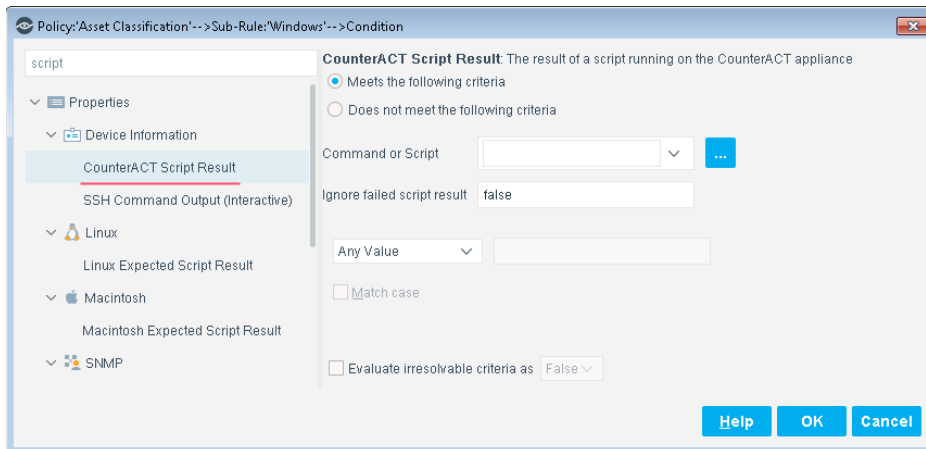 Policy:'Asset Classification'-->Sub-Rule:'Windows'-->Condition
script
Properties
Device Information
CounterACT Script Result
SSH Command Output (Interactive)
Linux
Linux Expected Script Result
Macintosh
Macintosh Expected Script Result
SNMP
CounterACT Script Result: The result of a script running on the CounterACT appliance
Meets the following criteria
Does not meet the following criteria
Command or Script
...
Ignore failed script result false
Any Value
Match case
Evaluate irresolvable criteria as False
Help OK Cancel